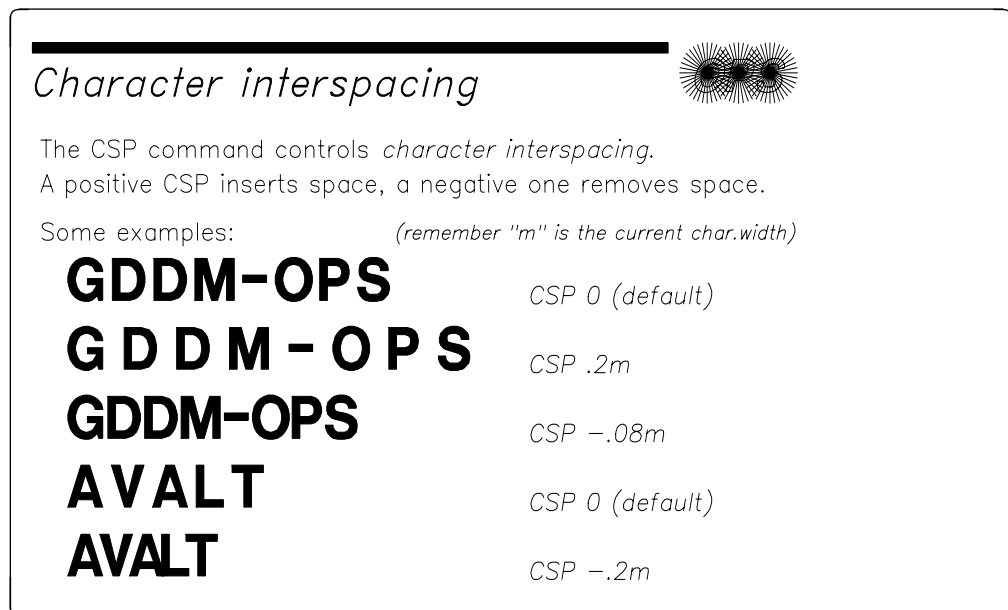 Character interspacing
The CSP command controls character interspacing.
A positive CSP inserts space, a negative one removes space.
Some examples: (remember "m" is the current char.width)
GDDM-OPS CSP 0 (default)
GDDM-OPS CSP .2m
GDDM-OPS CSP -.08m
AVALT CSP 0 (default)
AVALT CSP -.2m